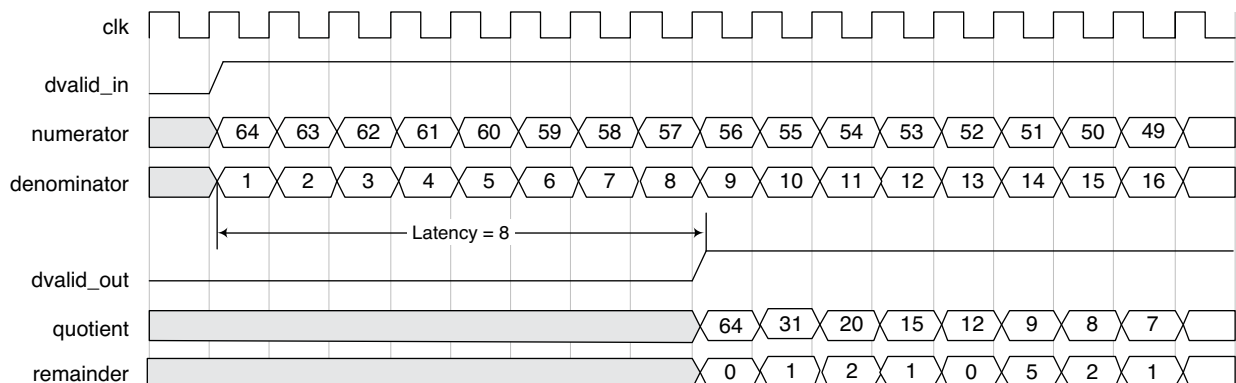 clk
dvalid_in
numerator 64 63 62 61 60 59 58 57 56 55 54 53 52 51 50 49
denominator 1 2 3 4 5 6 7 8 9 10 11 12 13 14 15 16
Latency = 8
dvalid_out
quotient 64 31 20 15 12 9 8 7
remainder 0 1 2 1 0 5 2 1